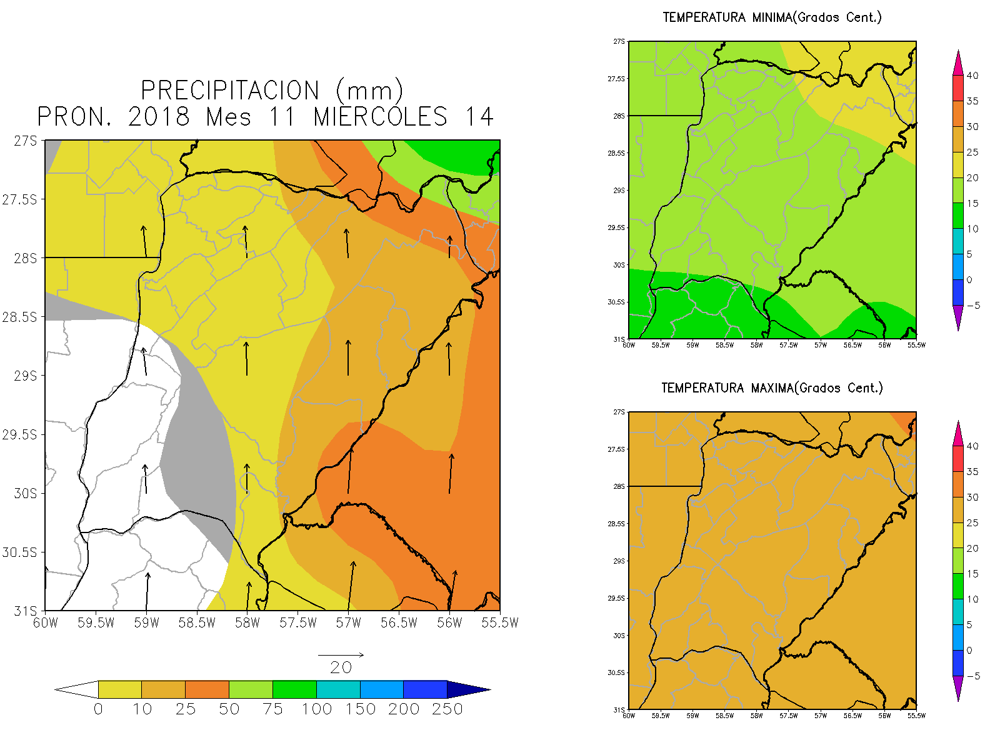 PRECIPITACION (mm)
PRON. 2018 Mes 11 MIERCOLES 14
27S
27.5S
28S
28.5S
29S
29.5S
30S
30.5S
31S
60W 59.5W 59W 58.5W 58W 57.5W 57W 56.5W 56W 55.5W
20
0 10 25 50 75 100 150 200 250
TEMPERATURA MINIMA(Grados Cent.)
27S
27.5S
28S
28.5S
29S
29.5S
30S
30.5S
31S
60W 59.5W 59W 58.5W 58W 57.5W 57W 56.5W 56W 55.5W
40
35
30
25
20
15
10
5
0
-5
TEMPERATURA MAXIMA(Grados Cent.)
27S
27.5S
28S
28.5S
29S
29.5S
30S
30.5S
31S
60W 59.5W 59W 58.5W 58W 57.5W 57W 56.5W 56W 55.5W
40
35
30
25
20
15
10
5
0
-5